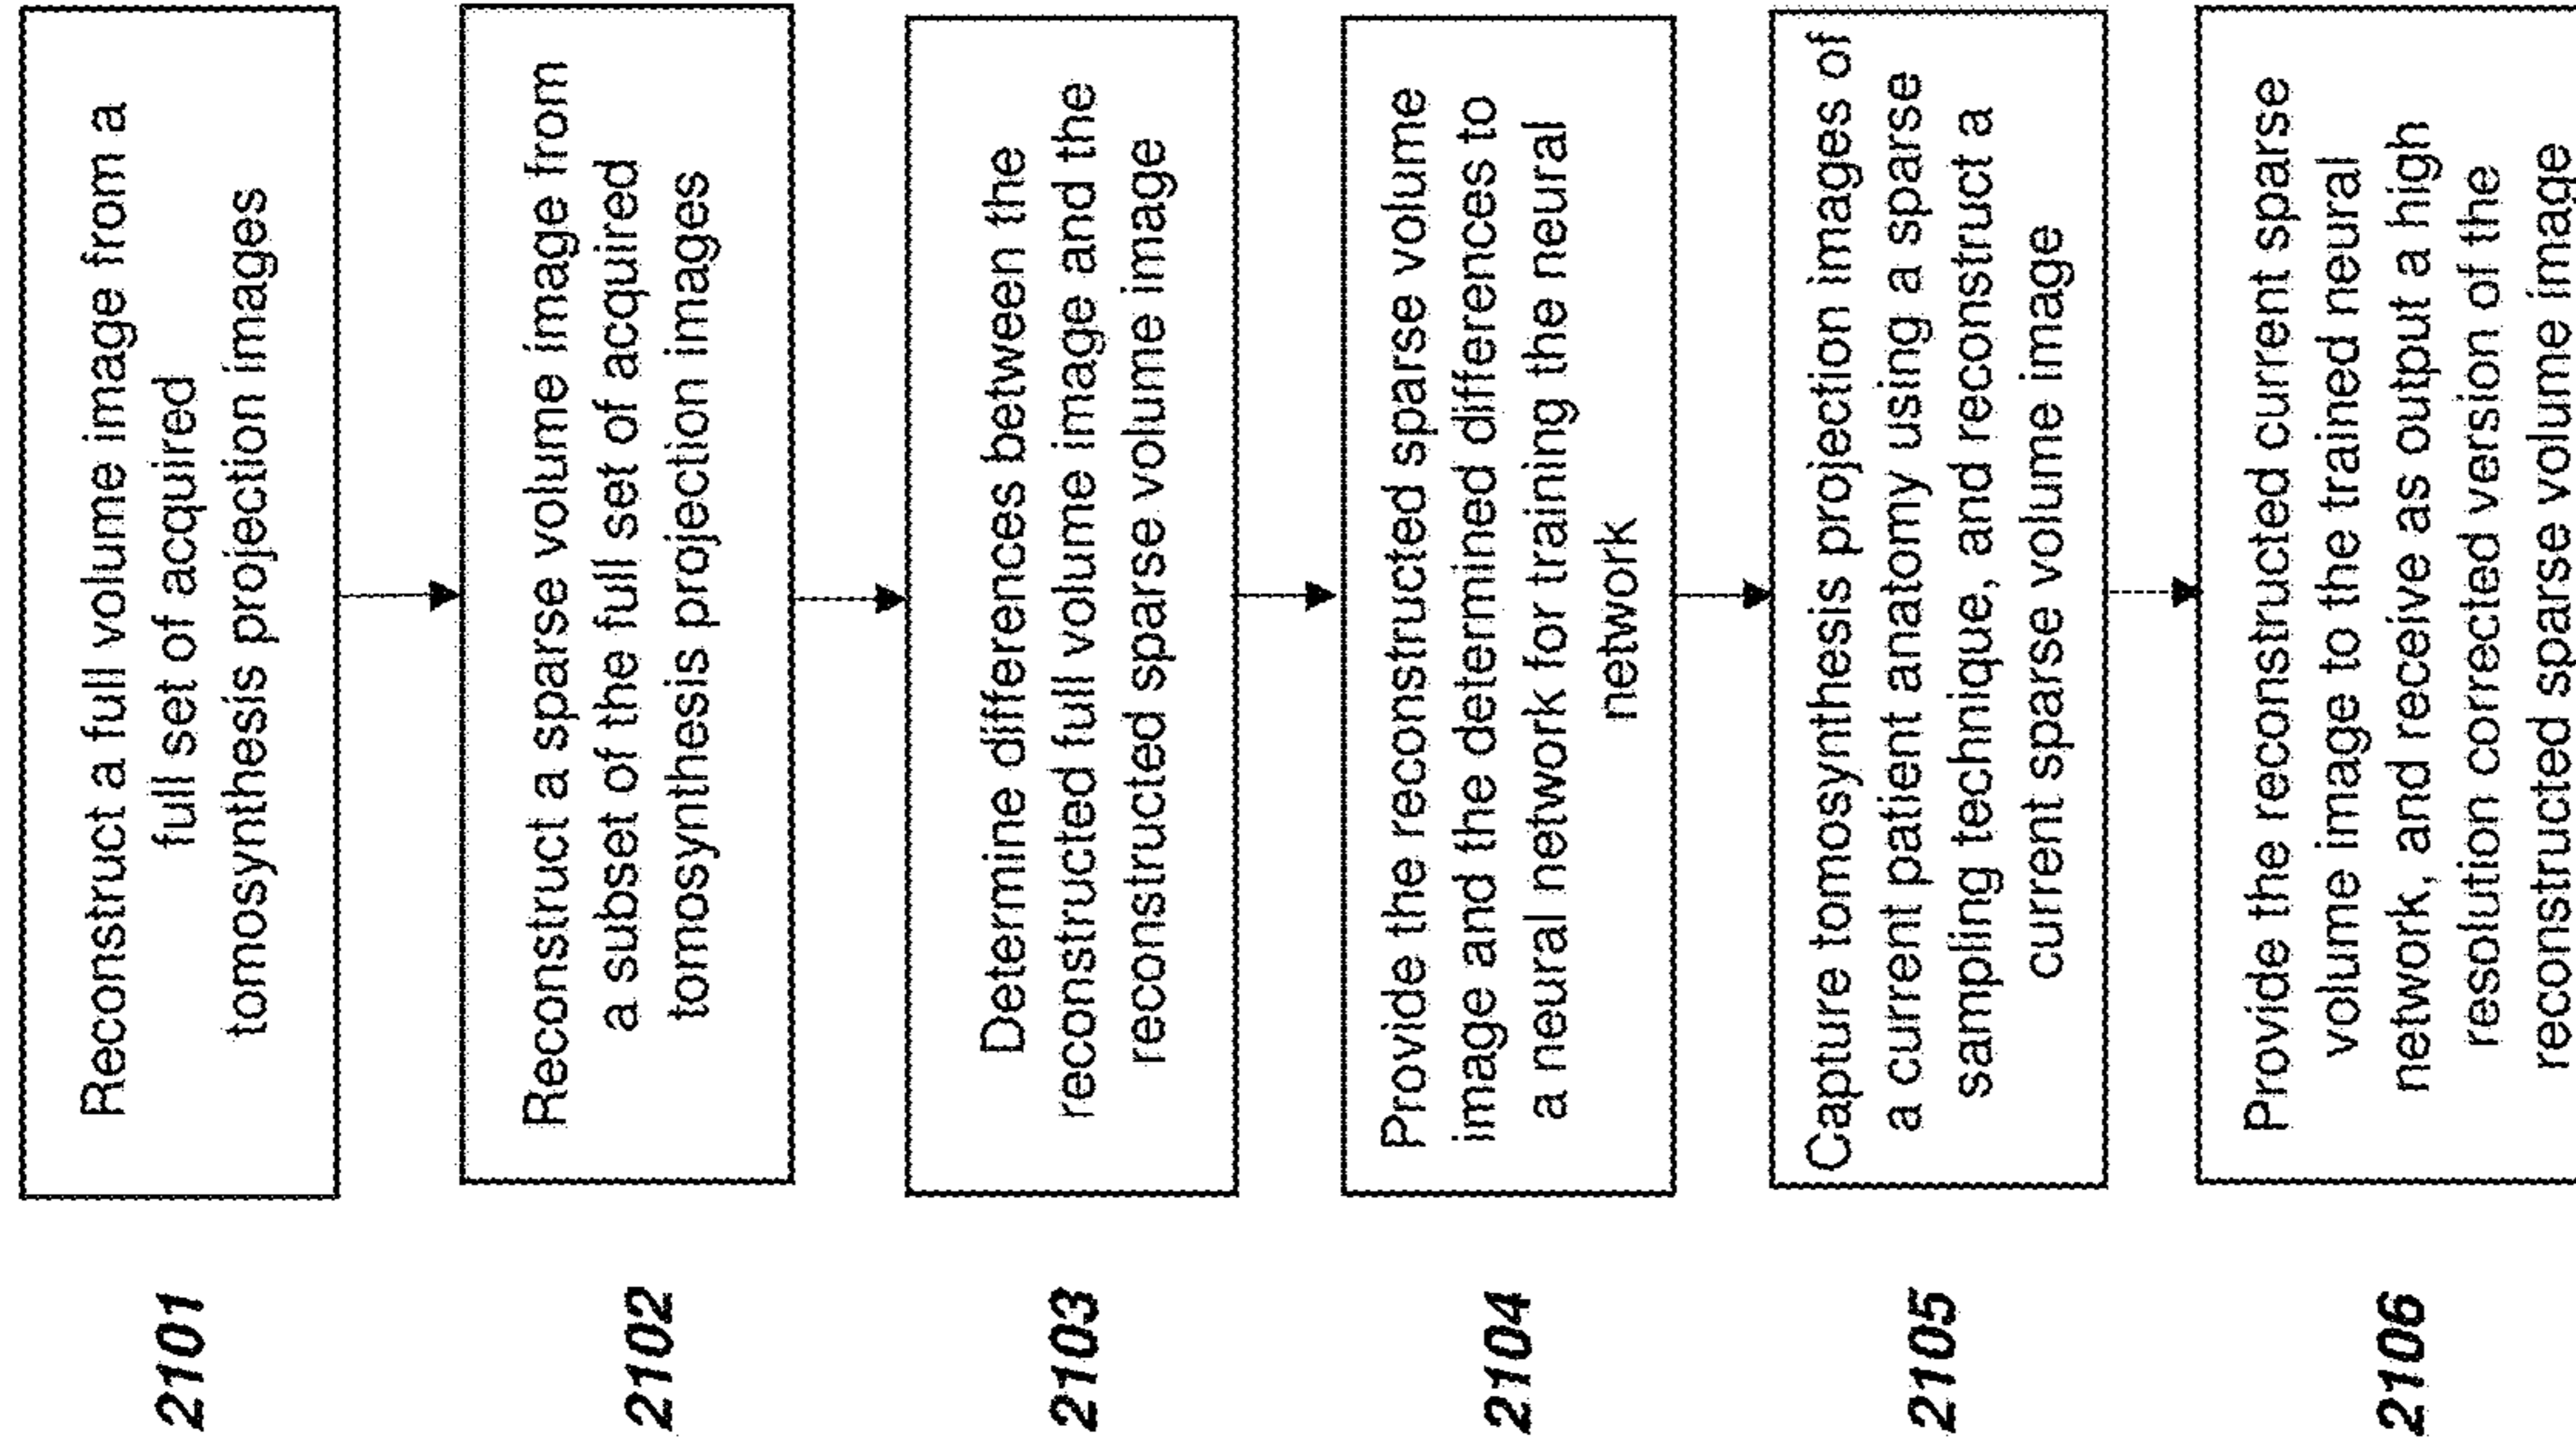 2101
Reconstruct a full volume image from a
full set of acquired
tomosynthesis projection images
2102
Reconstruct a sparse volume image from
a subset of the full set of acquired
tomosynthesis projection images
2103
Determine differences between the
reconstructed full volume image and the
reconstructed sparse volume image
2104
Provide the reconstructed sparse volume
image and the determined differences to
a neural network for training the neural
network
2105
Capture tomosynthesis projection images of
a current patient anatomy using a sparse
sampling technique, and reconstruct a
current sparse volume image
2106
Provide the reconstructed current sparse
volume image to the trained neural
network, and receive as output a high
resolution corrected version of the
reconstructed sparse volume image